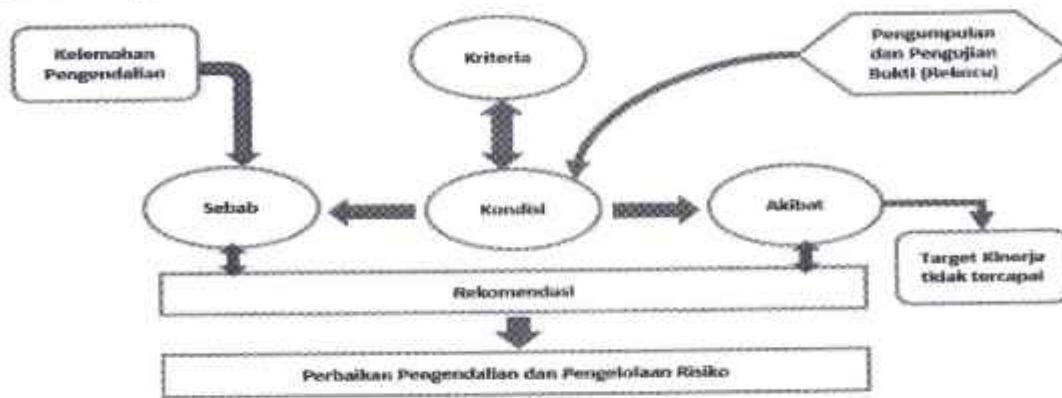 Kelemahan
Pengendalian
Kriteria
Pengumpulan
dan Pengujian
Bukti (Rekocu)
Sebab
Kondisi
Akibat
Target Kinerja
tidak tercapai
Rekomendasi
Perbaikan Pengendalian dan Pengelolaan Risiko